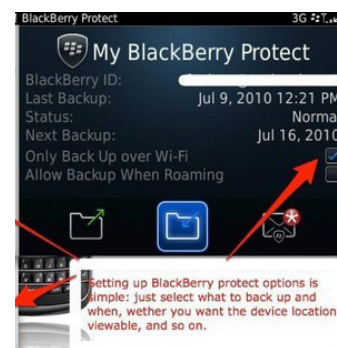 BlackBerry Protect 3G
My BlackBerry Protect
BlackBerry ID:
Last Backup: Jul 9, 2010 12:21 PM
Status: Norma
Next Backup: Jul 16, 2010
Only Back Up over Wi-Fi
Allow Backup When Roaming
Setting up BlackBerry protect options is
simple: just select what to back up and
when, wether you want the device location
viewable, and so on.